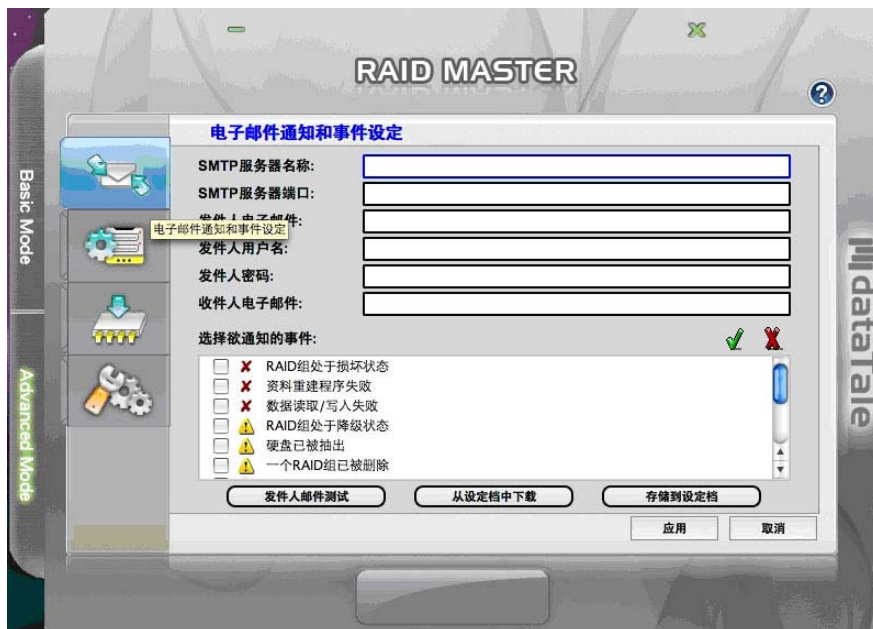 RAID MASTER
Basic Mode
Advanced Mode
dataTale
电子邮件通知和事件设定
SMTP服务器名称:
SMTP服务器端口:
发件人电子邮件:
电子邮件通知和事件设定
发件人用户名:
发件人密码:
收件人电子邮件:
选择欲通知的事件:
RAID组处于损坏状态
资料重建程序失败
数据读取/写入失败
RAID组处于降级状态
硬盘已被抽出
一个RAID组已被删除
发件人邮件测试
从设定档中下载
存储到设定档
应用
取消